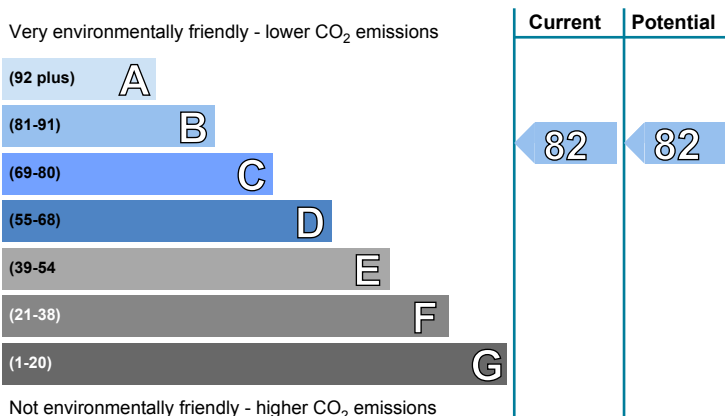 Current Potential
Very environmentally friendly - lower CO₂ emissions
(92 plus) A
(81-91) B
82 82
(69-80) C
(55-68) D
(39-54 E
(21-38) F
(1-20) G
Not environmentally friendly - higher CO₂ emissions